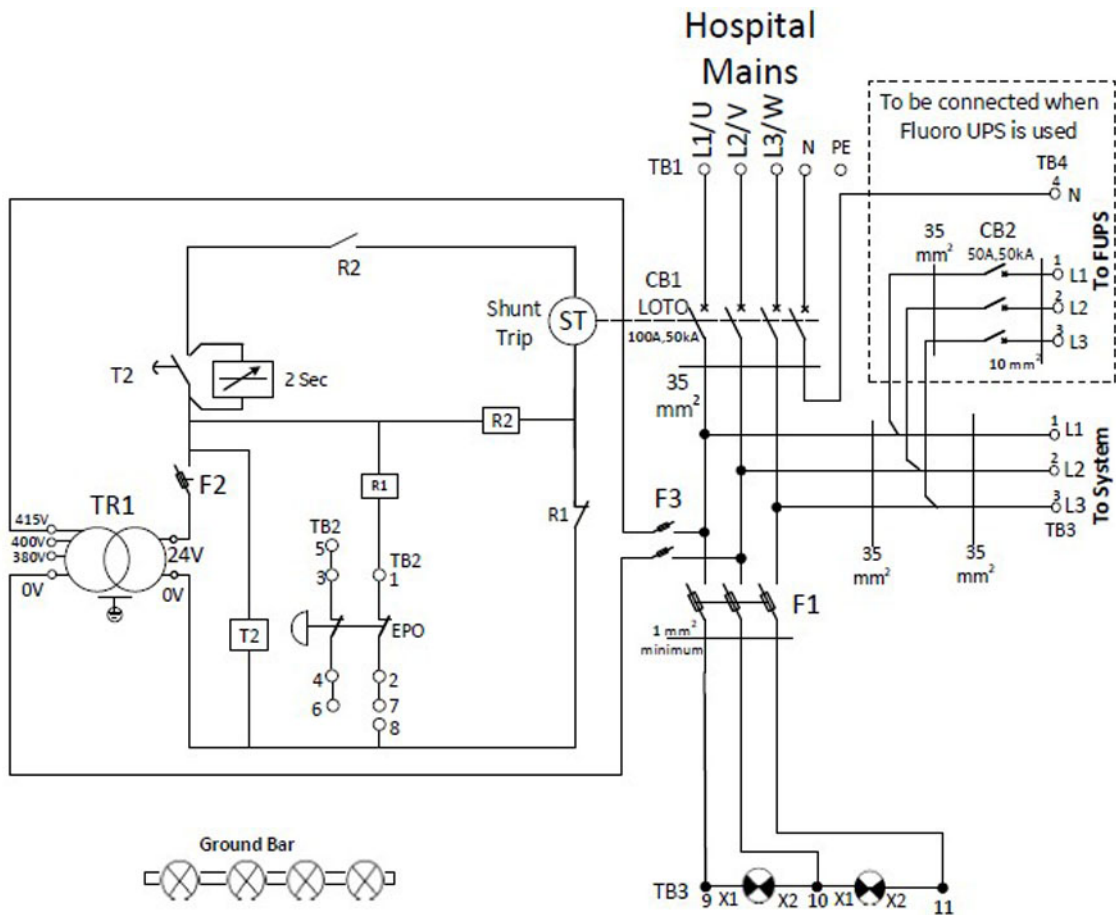 Hospital
Mains
To be connected when
Fluoro UPS is used
L1/U
L2/V
L3/W
N
PE
TB1
TB4
4
N
35
mm²
CB2
50A,50kA
1
L1
2
L2
3
L3
10 mm²
To FUPS
R2
Shunt
Trip
ST
CB1
LOTO
100A,50kA
35
mm²
T2
2 Sec
R2
1
L1
2
L2
3
L3
TB3
To System
F2
R1
R1
F3
TR1
415V
400V
380V
0V
24V
0V
TB2
5
3
TB2
1
35
mm²
35
mm²
F1
T2
EPO
1 mm²
minimum
4
6
2
7
8
Ground Bar
TB3
9
X1
X2
10
X1
X2
11